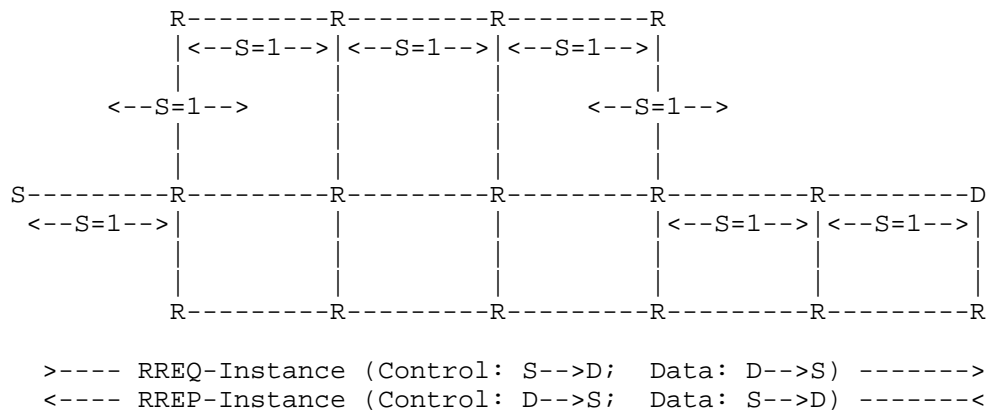 R---------R---------R---------R
|<--S=1-->|<--S=1-->|<--S=1-->|
<--S=1--> | | <--S=1-->
S---------R---------R---------R---------R---------R---------D
<--S=1-->| | | |<--S=1-->|<--S=1-->|
R---------R---------R---------R---------R---------R
>---- RREQ-Instance (Control: S-->D; Data: D-->S) ------->
<---- RREP-Instance (Control: D-->S; Data: S-->D) -------<